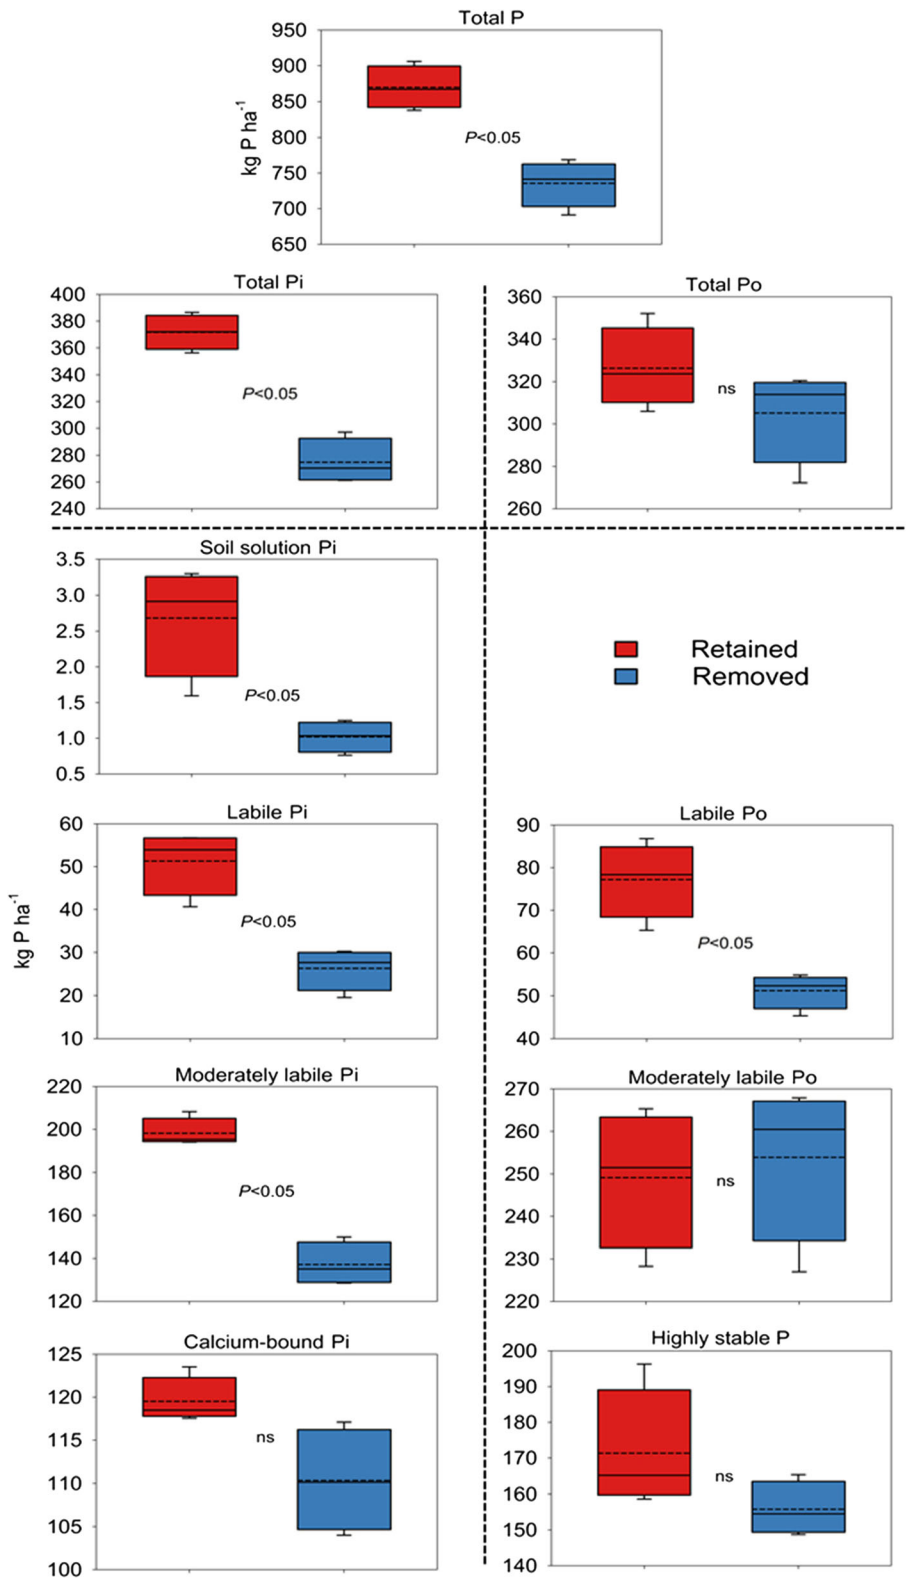 Total P
950
900
850
800
750
700
650
kg P ha-1
P<0.05
Total Pi
400
380
360
340
320
300
280
260
240
P<0.05
Total Po
360
340
320
300
280
260
ns
Soil solution Pi
3.5
3.0
2.5
2.0
1.5
1.0
0.5
P<0.05
Retained
Removed
Labile Pi
60
50
40
30
20
10
kg P ha-1
P<0.05
Labile Po
90
80
70
60
50
40
P<0.05
Moderately labile Pi
220
200
180
160
140
120
P<0.05
Moderately labile Po
270
260
250
240
230
220
ns
Calcium-bound Pi
125
120
115
110
105
100
ns
Highly stable P
200
190
180
170
160
150
140
ns